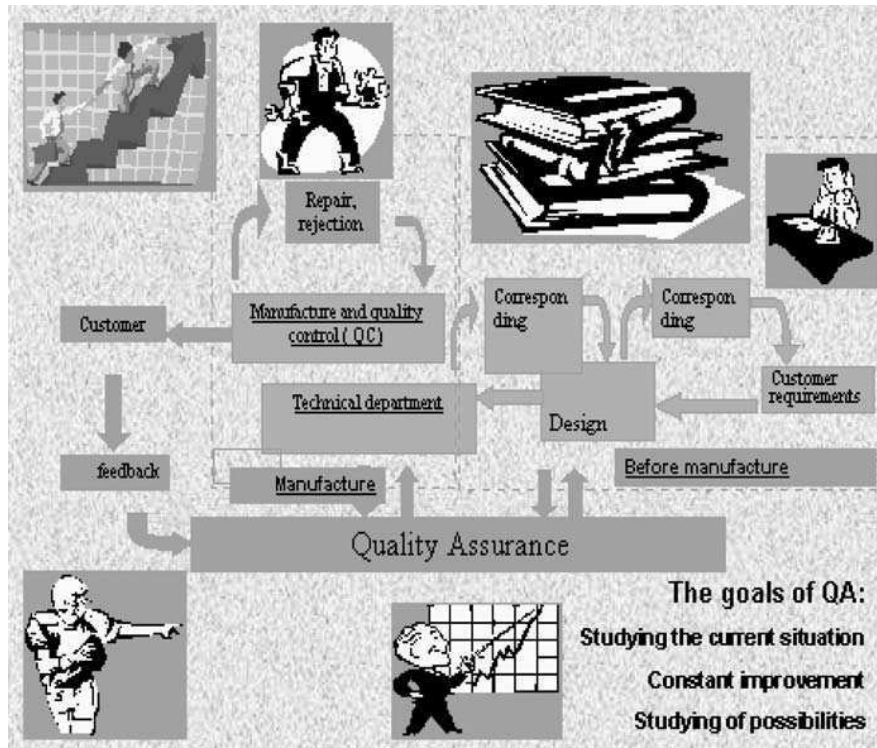 Repair,
rejection
Customer
Manufacture and quality
control ( QC)
Correspon
ding
Correspon
ding
Technical department
Design
Customer
requirements
feedback
Manufacture
Before manufacture
Quality Assurance
The goals of QA:
Studying the current situation
Constant improvement
Studying of possibilities